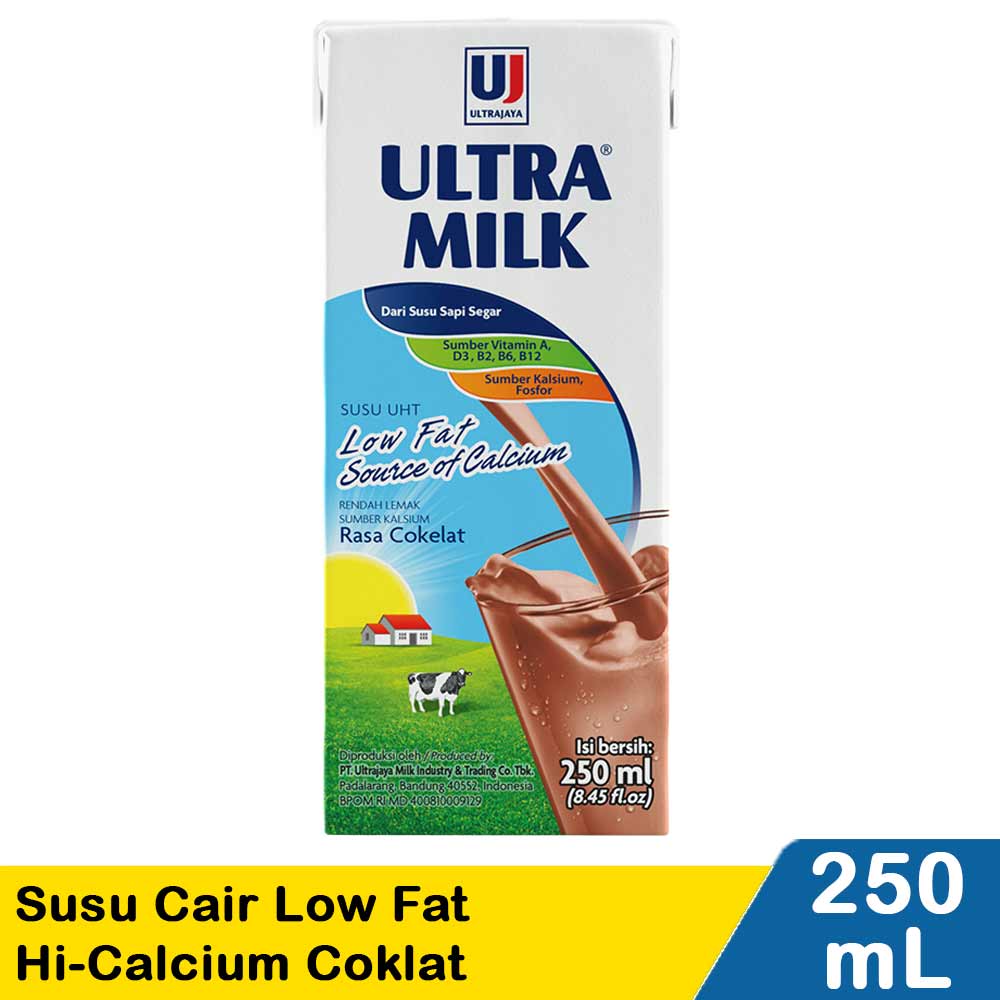 UJ
ULTRAJAYA
ULTRA®
MILK
Dari Susu Sapi Segar
Sumber Vitamin A,
D3, B2, B6, B12
Sumber Kalsium,
Fosfor
SUSU UHT
Low Fat
Source of Calcium
RENDAH LEMAK
SUMBER KALSIUM
Rasa Cokelat
Isi bersih:
250 ml
(8.45 fl.oz)
Diproduksi oleh / Produced by:
PT. Ultrajaya Milk Industry & Trading Co. Tbk.
Padalarang, Bandung 40552, Indonesia
BPOM RI MD 400810009129
Susu Cair Low Fat
Hi-Calcium Coklat
250
mL